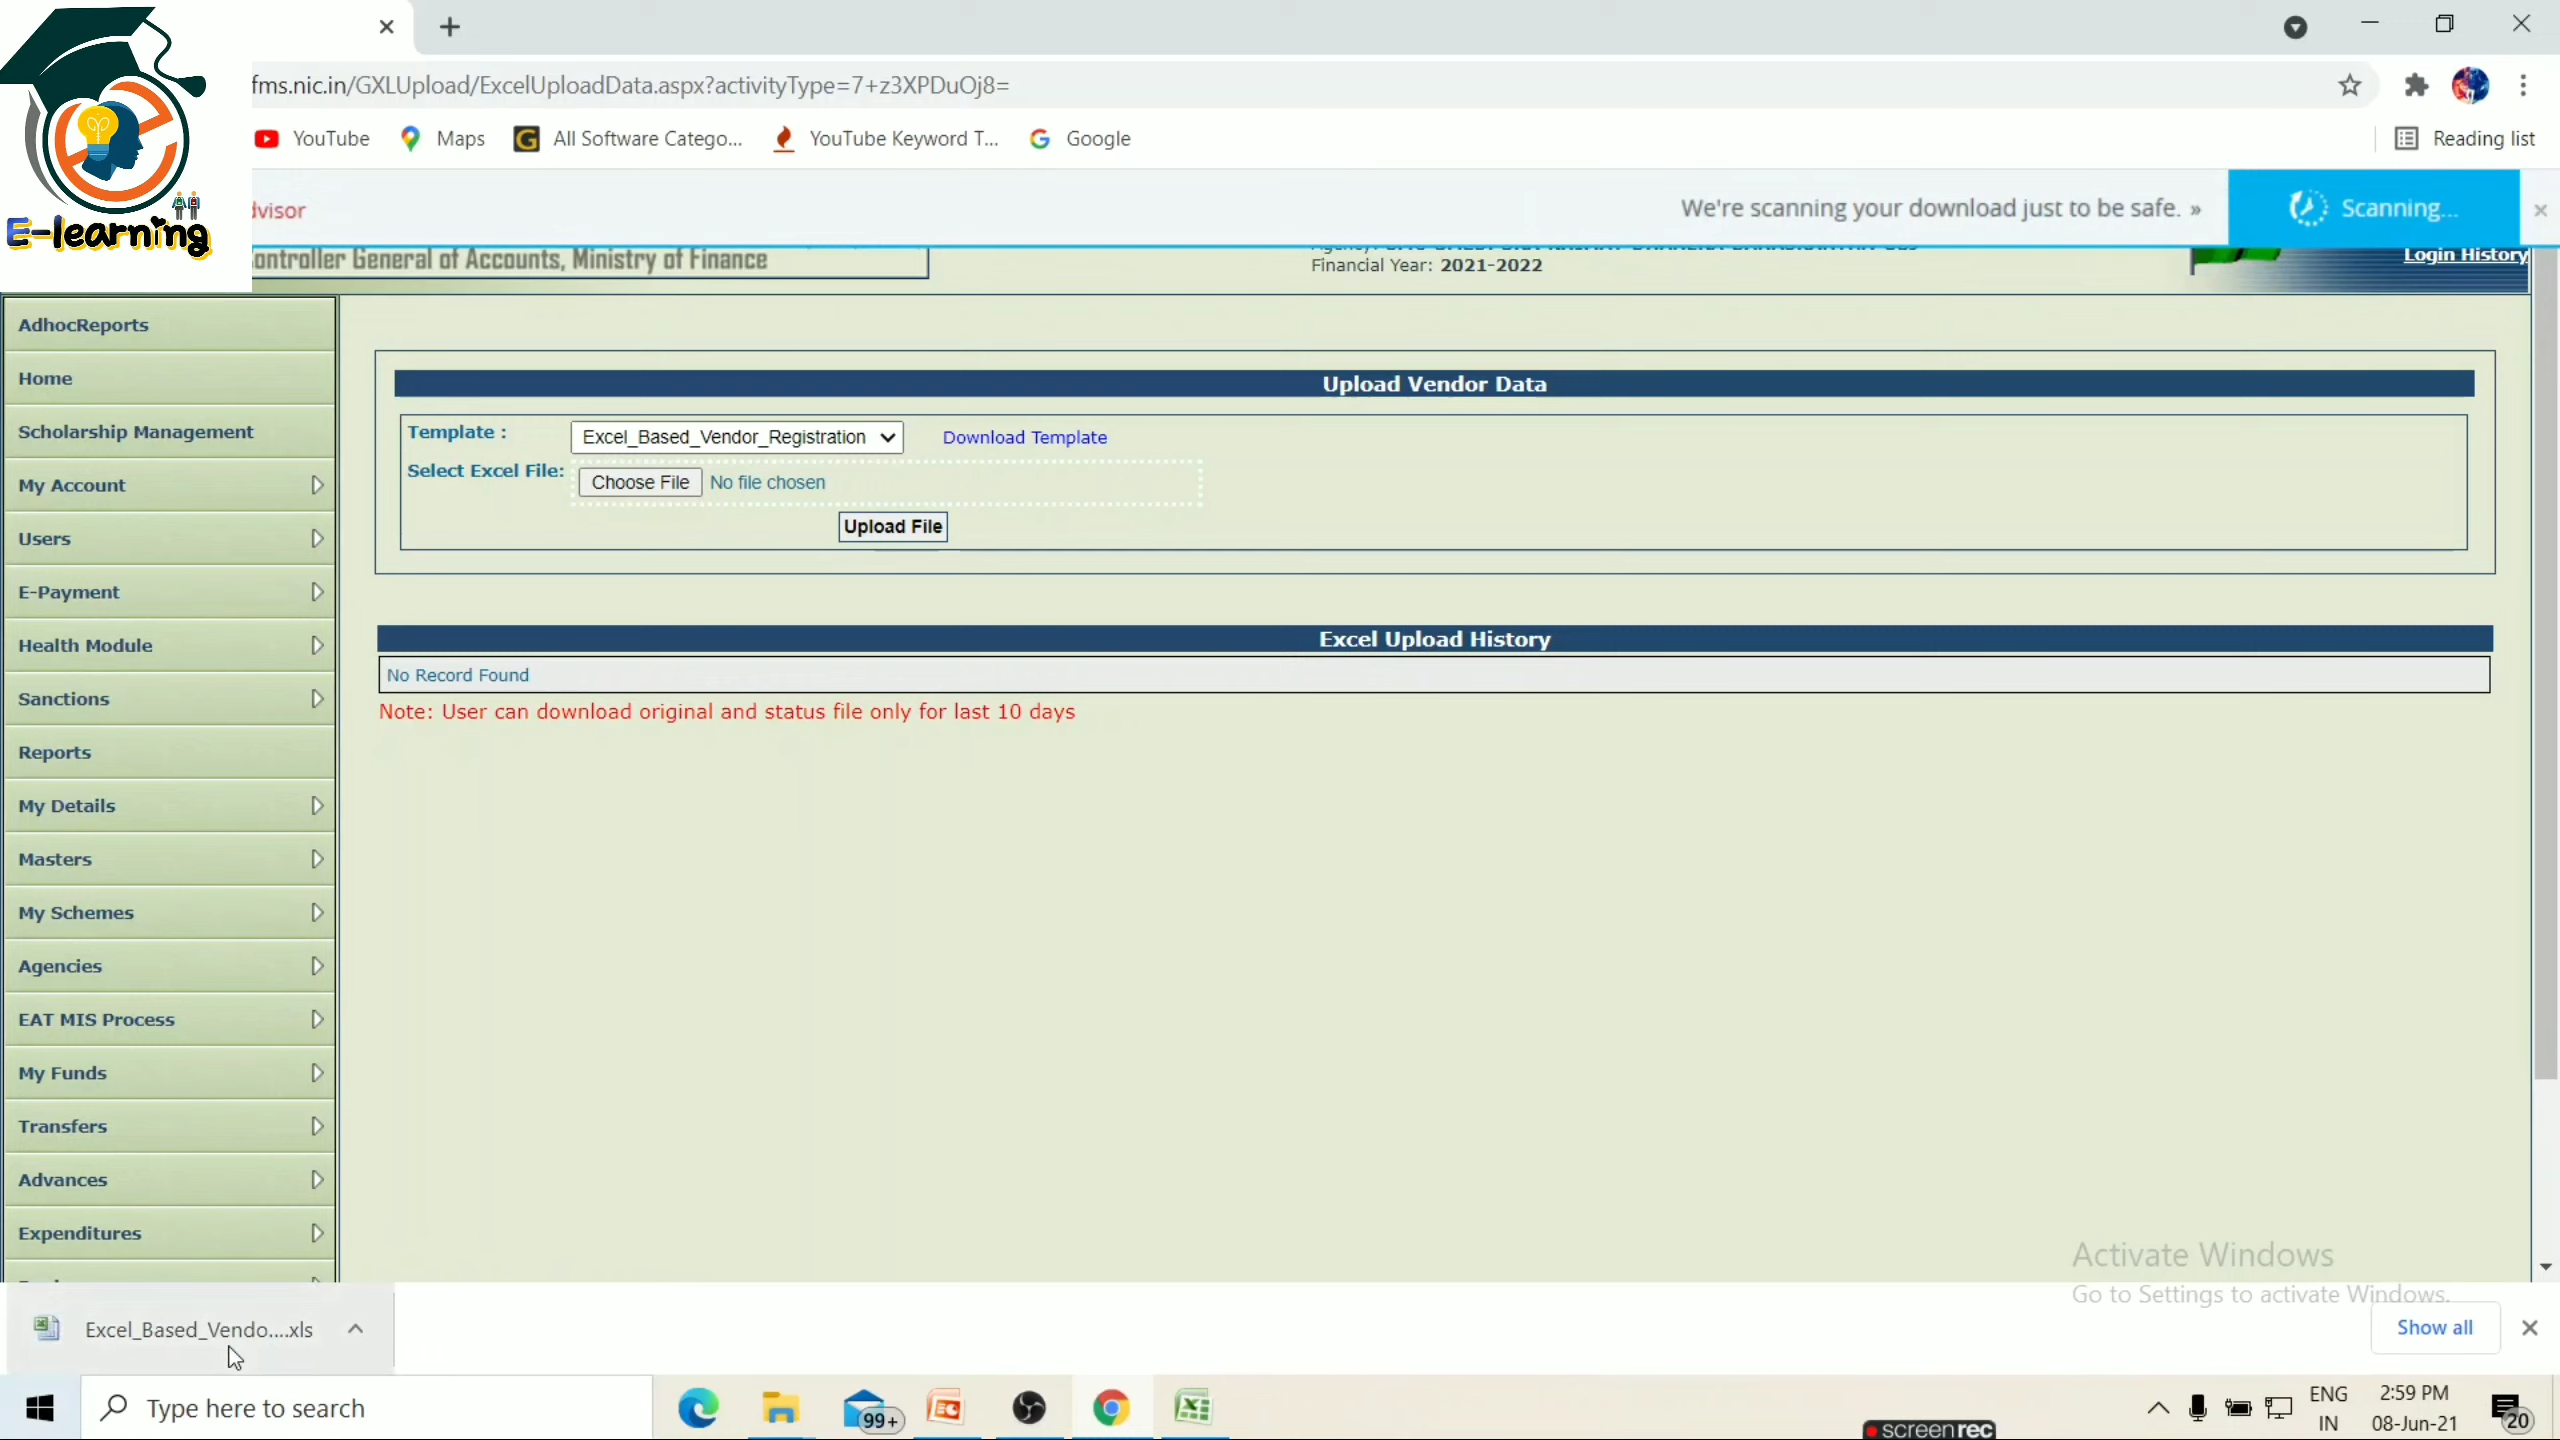 fms.nic.in/GXLUpload/ExcelUploadData.aspx?activityType=7+z3XPDuOj8=
YouTube
Maps
All Software Catego...
YouTube Keyword T...
Google
Reading list
E-learning
dvisor
We're scanning your download just to be safe. »
Scanning...
ontroller General of Accounts, Ministry of Finance
Financial Year: 2021-2022
Login History
AdhocReports
Home
Scholarship Management
My Account
Users
E-Payment
Health Module
Sanctions
Reports
My Details
Masters
My Schemes
Agencies
EAT MIS Process
My Funds
Transfers
Advances
Expenditures
Upload Vendor Data
Template :
Excel_Based_Vendor_Registration
Download Template
Select Excel File:
Choose File
No file chosen
Upload File
Excel Upload History
No Record Found
Note: User can download original and status file only for last 10 days
Activate Windows
Go to Settings to activate Windows.
Excel_Based_Vendo....xls
Show all
Type here to search
99+
screenrec
ENG
IN
2:59 PM
08-Jun-21
20